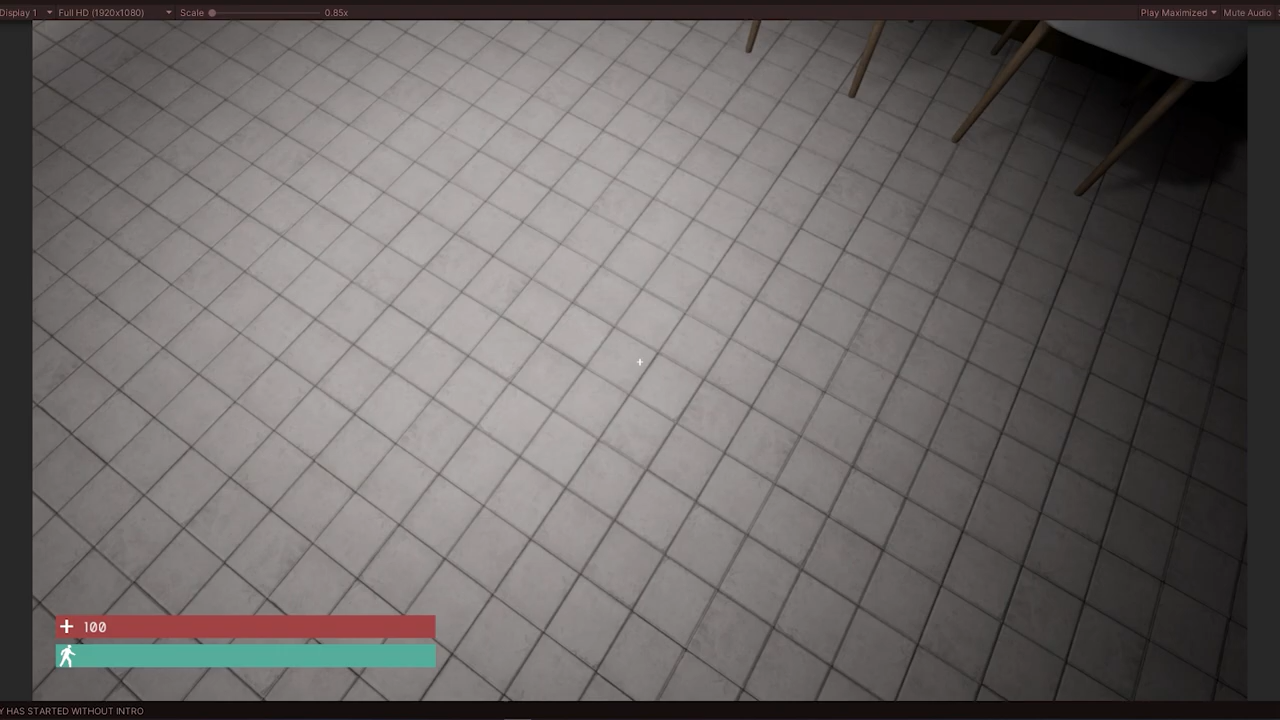 Display 1 Full HD (1920x1080) Scale 0.85x Play Maximized Mute Audio
100
Y HAS STARTED WITHOUT INTRO